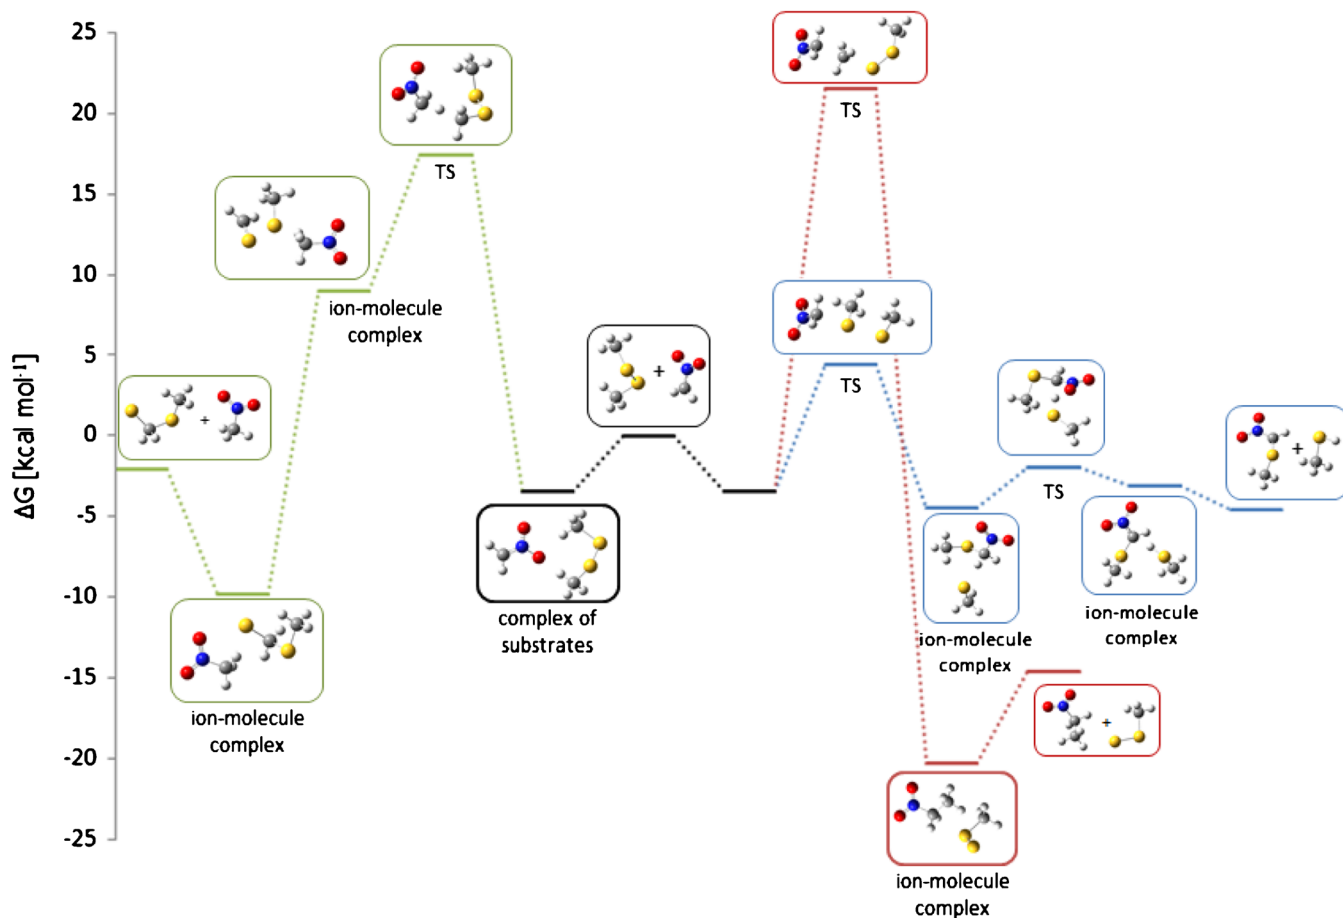 25
20
15
10
5
0
-5
-10
-15
-20
-25
ΔG [kcal mol-1]
+
ion-molecule
complex
ion-molecule
complex
TS
complex of
substrates
+
TS
TS
ion-molecule
complex
TS
ion-molecule
complex
+
ion-molecule
complex
+